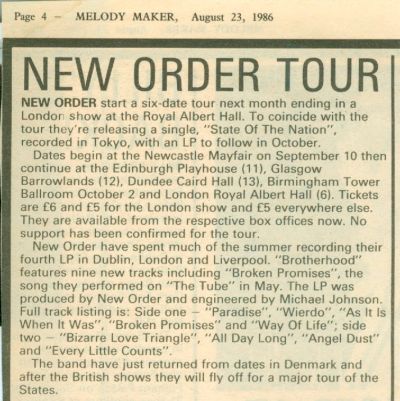 Page 4 — MELODY MAKER, August 23, 1986
NEW ORDER TOUR
NEW ORDER start a six-date tour next month ending in a
London show at the Royal Albert Hall. To coincide with the
tour they're releasing a single, "State Of The Nation",
recorded in Tokyo, with an LP to follow in October.
Dates begin at the Newcastle Mayfair on September 10 then
continue at the Edinburgh Playhouse (11), Glasgow
Barrowlands (12), Dundee Caird Hall (13), Birmingham Tower
Ballroom October 2 and London Royal Albert Hall (6). Tickets
are £6 and £5 for the London show and £5 everywhere else.
They are available from the respective box offices now. No
support has been confirmed for the tour.
New Order have spent much of the summer recording their
fourth LP in Dublin, London and Liverpool. "Brotherhood"
features nine new tracks including "Broken Promises", the
song they performed on "The Tube" in May. The LP was
produced by New Order and engineered by Michael Johnson.
Full track listing is: Side one — "Paradise", "Wierdo", "As It Is
When It Was", "Broken Promises" and "Way Of Life"; side
two — "Bizarre Love Triangle", "All Day Long", "Angel Dust"
and "Every Little Counts".
The band have just returned from dates in Denmark and
after the British shows they will fly off for a major tour of the
States.